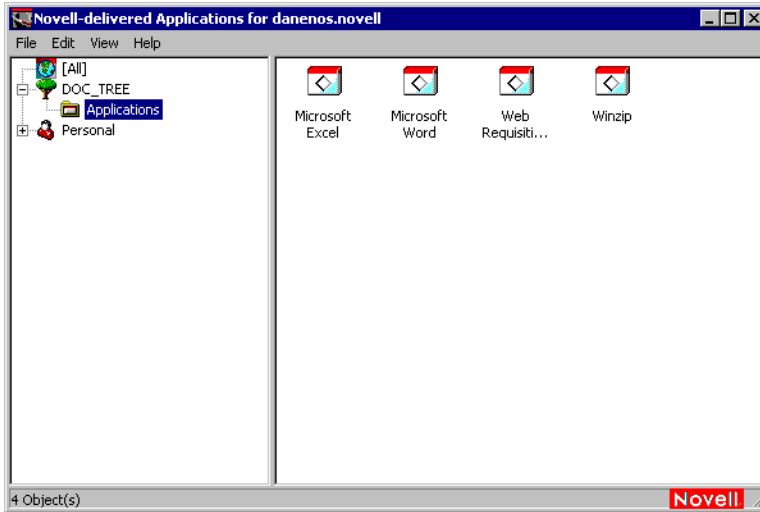 Novell-delivered Applications for danenos.novell
File Edit View Help
[All]
DOC_TREE
Applications
Personal
Microsoft
Excel
Microsoft
Word
Web
Requisiti...
Winzip
4 Object(s)
Novell.